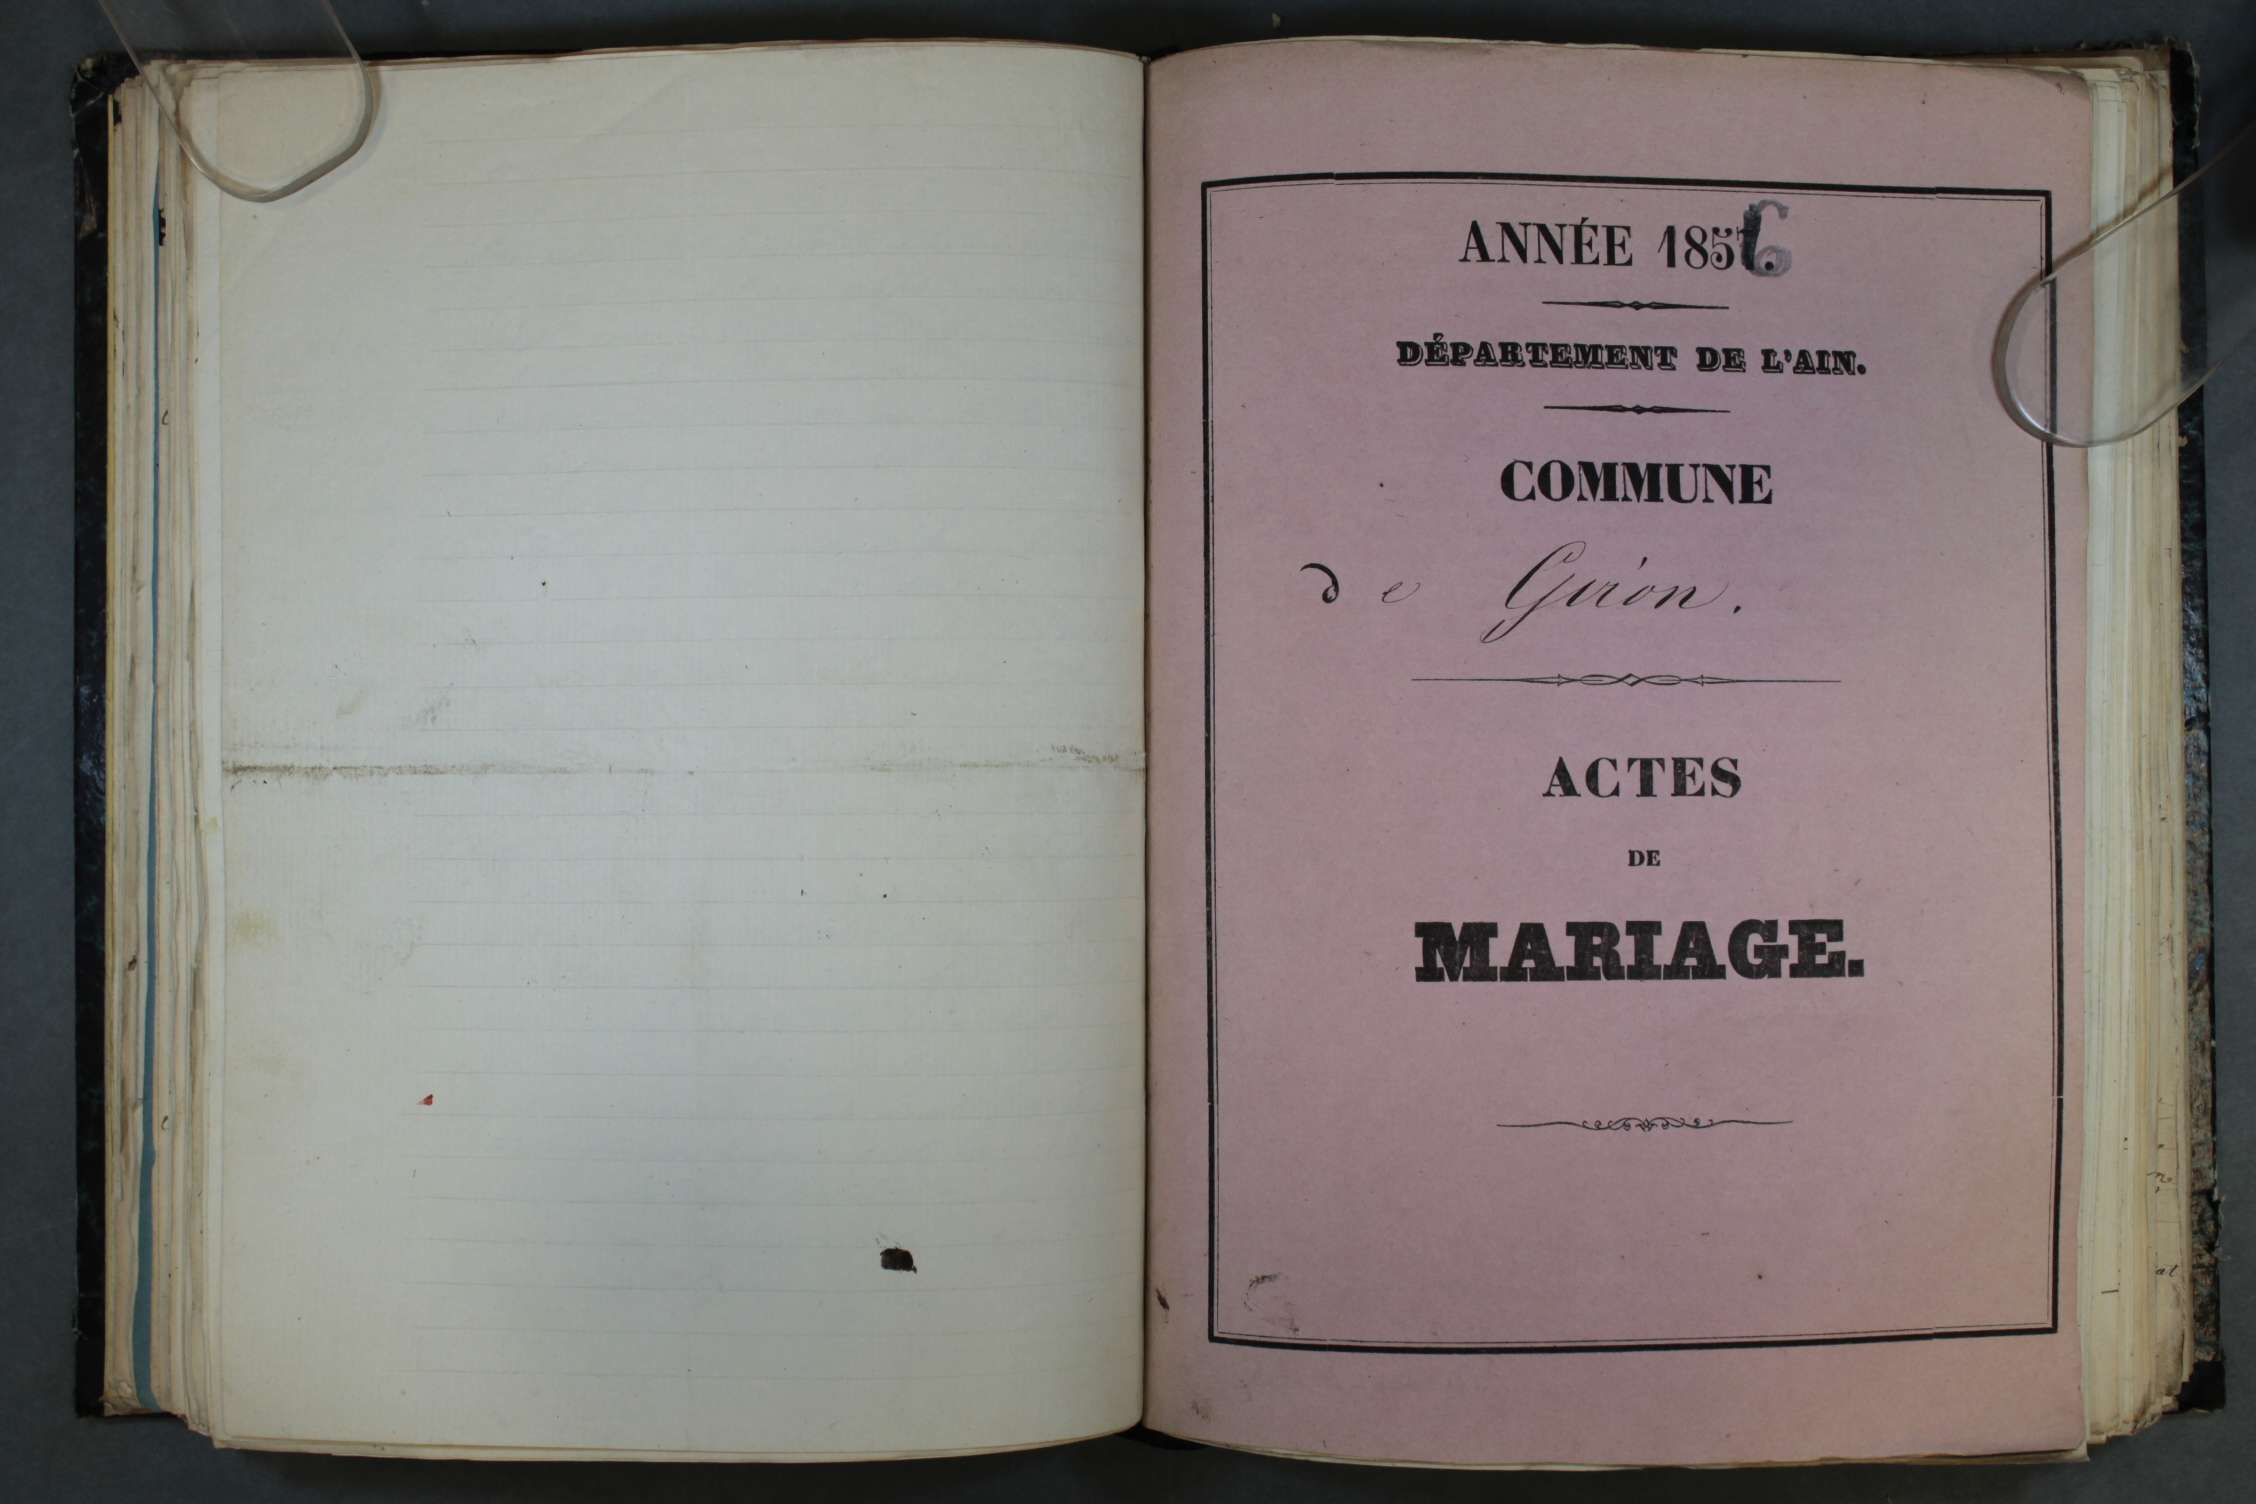 ANNÉE 1856.
DÉPARTEMENT DE L'AIN.
COMMUNE
de Giron.
ACTES
DE
MARIAGE.